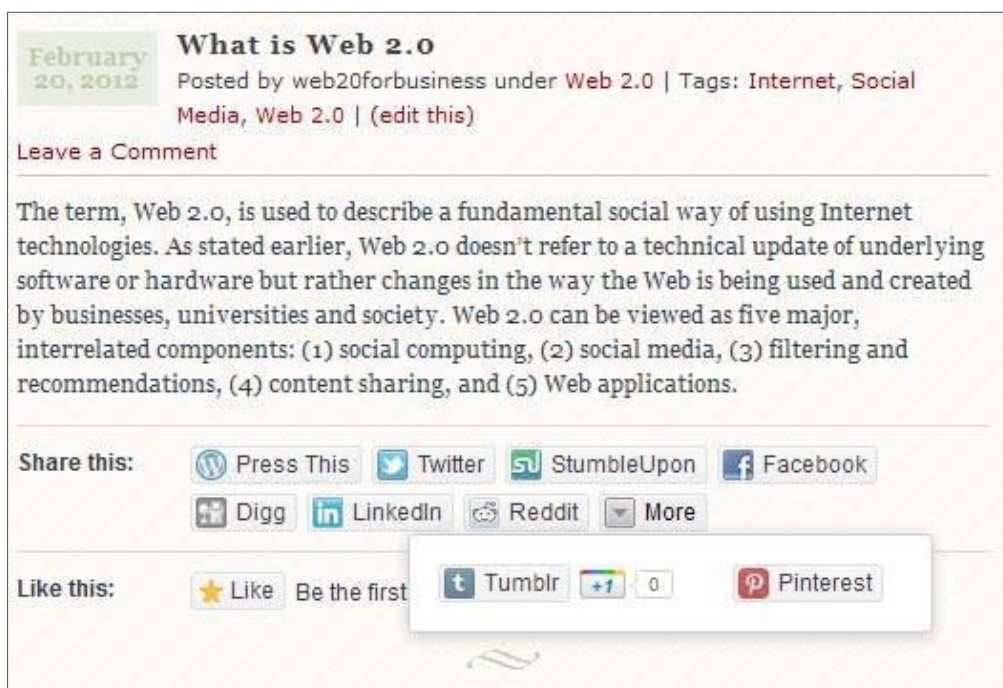 February
20, 2012
What is Web 2.0
Posted by web20forbusiness under Web 2.0 | Tags: Internet, Social
Media, Web 2.0 | (edit this)
Leave a Comment
The term, Web 2.0, is used to describe a fundamental social way of using Internet
technologies. As stated earlier, Web 2.0 doesn't refer to a technical update of underlying
software or hardware but rather changes in the way the Web is being used and created
by businesses, universities and society. Web 2.0 can be viewed as five major,
interrelated components: (1) social computing, (2) social media, (3) filtering and
recommendations, (4) content sharing, and (5) Web applications.
Share this: Press This Twitter StumbleUpon Facebook
Digg LinkedIn Reddit More
Like this: Like Be the first
Tumblr +1 0 Pinterest